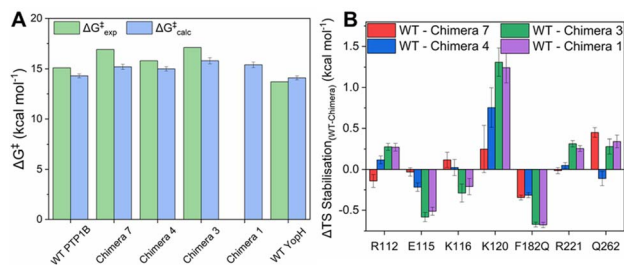 A
ΔG‡exp ΔG‡calc
ΔG‡ (kcal mol⁻¹)
20
15
10
5
0
WT PTP1B Chimera 7 Chimera 4 Chimera 3 Chimera 1 WT YopH
B
WT - Chimera 7 WT - Chimera 3
WT - Chimera 4 WT - Chimera 1
ΔTS Stabilisation(WT-Chimera) (kcal mol⁻¹)
1.5
1.0
0.5
0.0
-0.5
R112 E115 K116 K120 F182Q R221 Q262